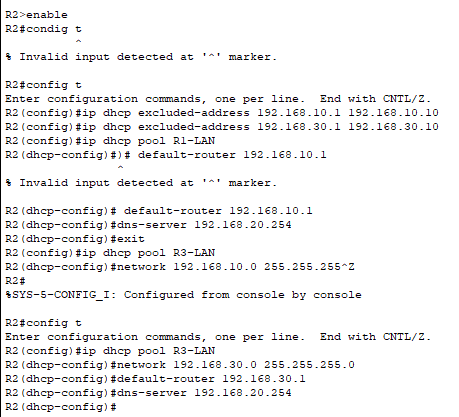 R2>enable
R2#condig t
^
% Invalid input detected at '^' marker.
R2#config t
Enter configuration commands, one per line.  End with CNTL/Z.
R2(config)#ip dhcp excluded-address 192.168.10.1 192.168.10.10
R2(config)#ip dhcp excluded-address 192.168.30.1 192.168.30.10
R2(config)#ip dhcp pool R1-LAN
R2(dhcp-config)#)# default-router 192.168.10.1
^
% Invalid input detected at '^' marker.
R2(dhcp-config)# default-router 192.168.10.1
R2(dhcp-config)#dns-server 192.168.20.254
R2(dhcp-config)#exit
R2(config)#ip dhcp pool R3-LAN
R2(dhcp-config)#network 192.168.10.0 255.255.255^Z
R2#
%SYS-5-CONFIG_I: Configured from console by console
R2#config t
Enter configuration commands, one per line.  End with CNTL/Z.
R2(config)#ip dhcp pool R3-LAN
R2(dhcp-config)#network 192.168.30.0 255.255.255.0
R2(dhcp-config)#default-router 192.168.30.1
R2(dhcp-config)#dns-server 192.168.20.254
R2(dhcp-config)#